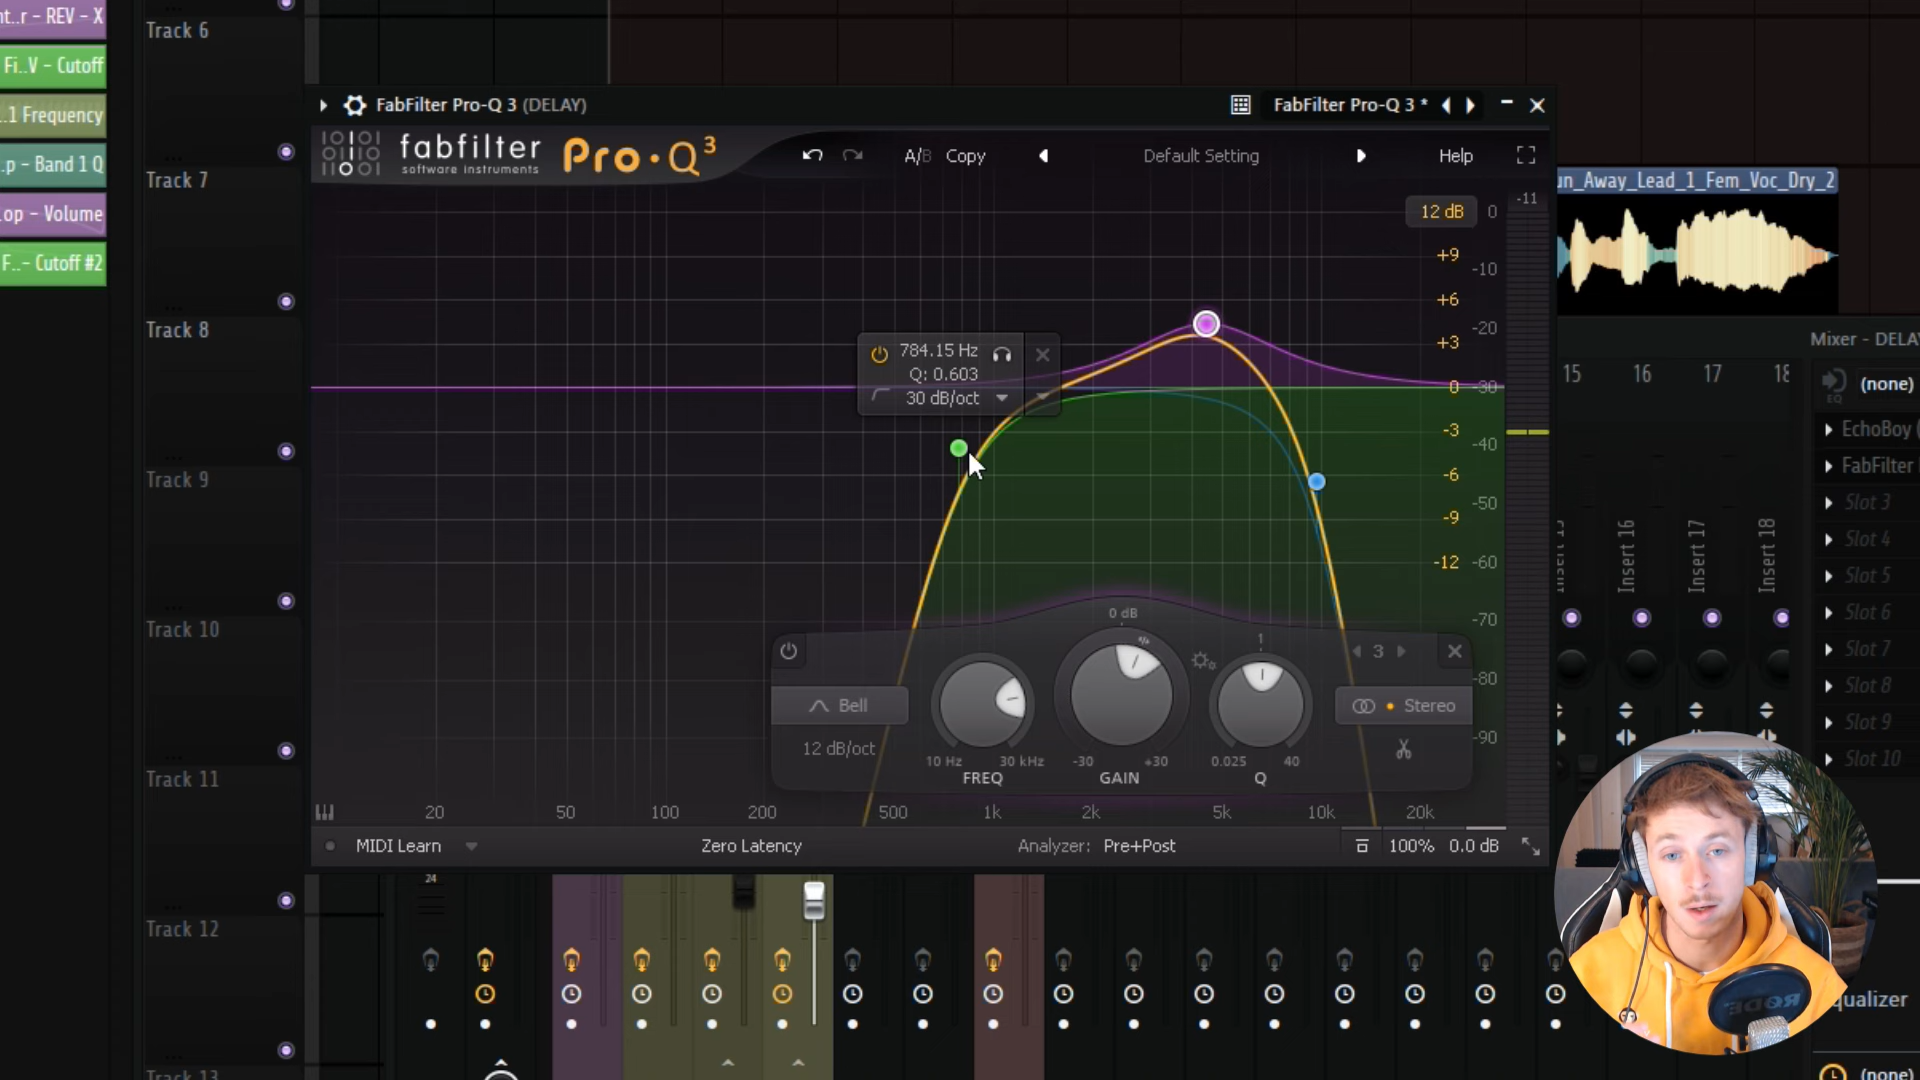 nt..r – REV – X
Fi..V – Cutoff
..1 Frequency
..p – Band 1 Q
..op – Volume
F..– Cutoff #2
Track 6
Track 7
Track 8
Track 9
Track 10
Track 11
Track 12
Track 13
FabFilter Pro-Q 3 (DELAY)
FabFilter Pro-Q 3 *
fabfilter
software instruments
Pro·Q 3
A/B
Copy
Default Setting
Help
12 dB
+9
+6
+3
0
-3
-6
-9
-12
0
-10
-20
-30
-40
-50
-60
-70
-80
-90
-11
784.15 Hz
Q: 0.603
30 dB/oct
Bell
12 dB/oct
0 dB
1
3
10 Hz
30 kHz
FREQ
-30
+30
GAIN
0.025
40
Q
Stereo
20
50
100
200
500
1k
2k
5k
10k
20k
MIDI Learn
Zero Latency
Analyzer: Pre+Post
100%
0.0 dB
un_Away_Lead_1_Fem_Voc_Dry_2
Mixer – DELA
15
16
17
18
(none)
EchoBoy
FabFilter
Slot 3
Slot 4
Slot 5
Slot 6
Slot 7
Slot 8
Slot 9
Slot 10
Insert 16
Insert 17
Insert 18
EQ
24
RODE
qualizer
(none)